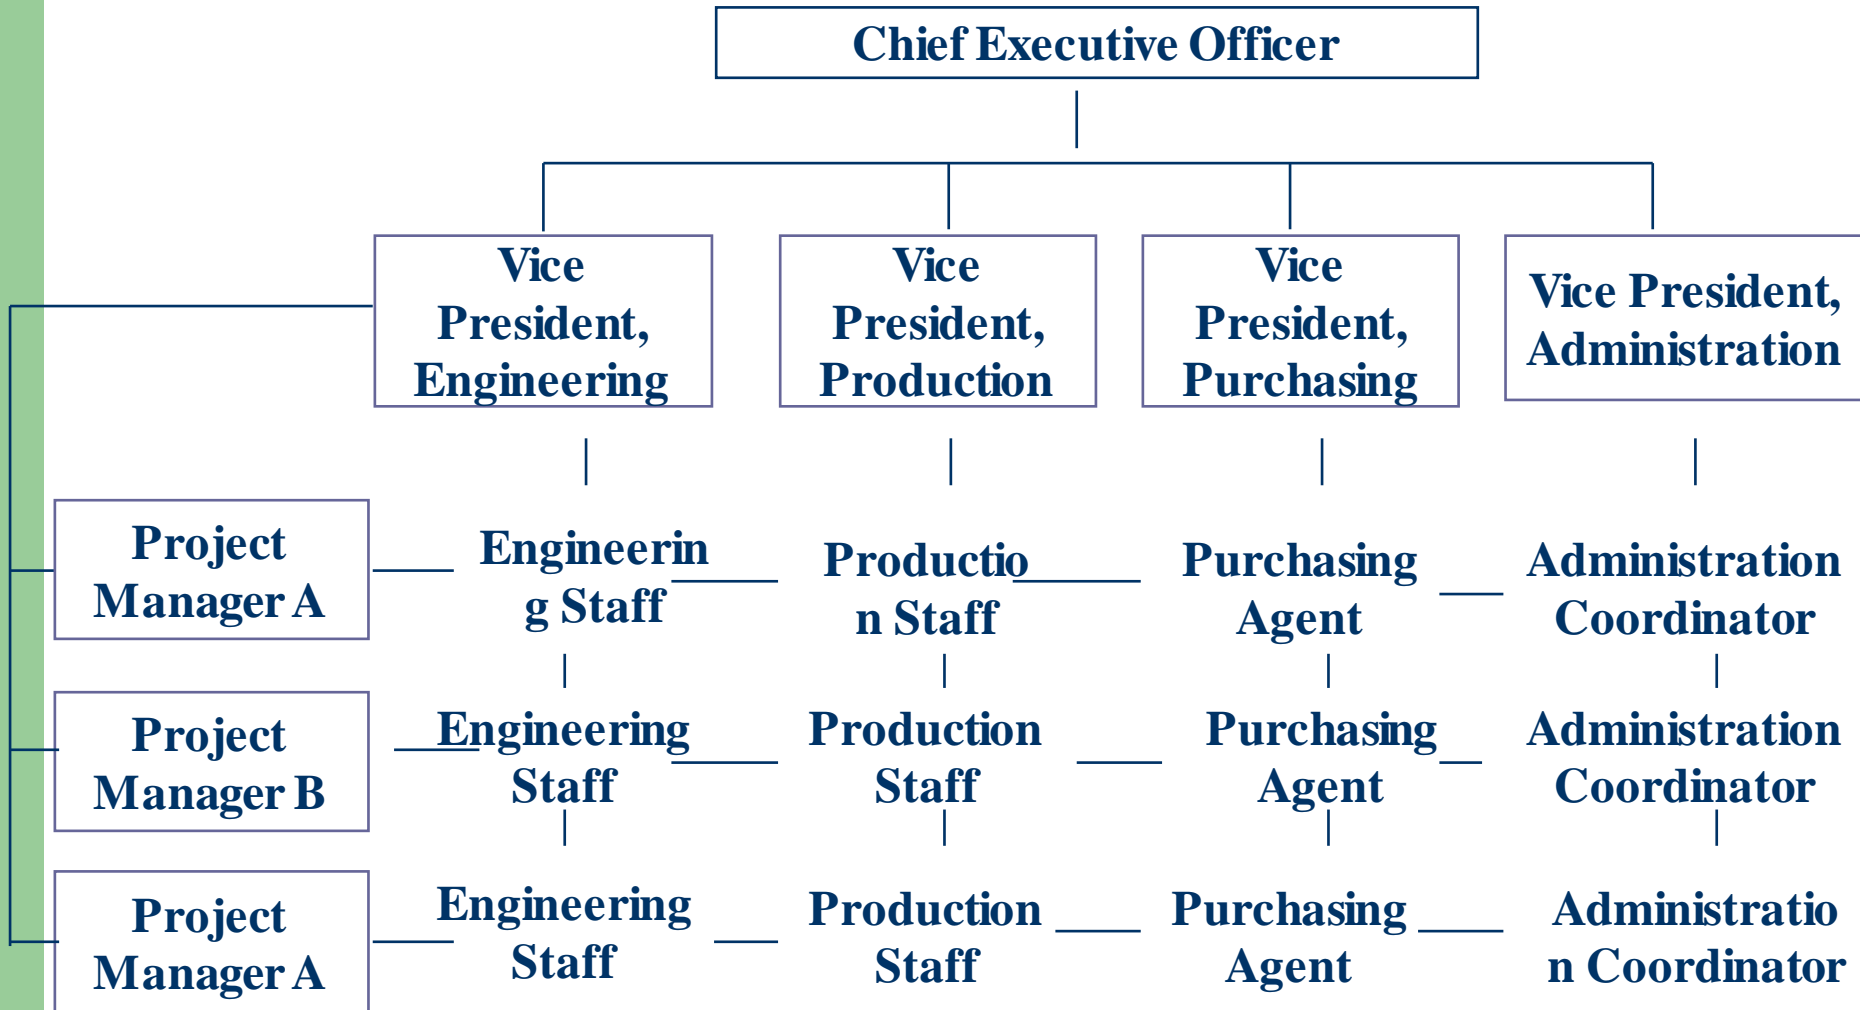 Chief Executive Officer
Vice
President,
Engineering
Vice
President,
Production
Vice
President,
Purchasing
Vice President,
Administration
Project
Manager A
Engineerin
g Staff
Productio
n Staff
Purchasing
Agent
Administration
Coordinator
Project
Manager B
Engineering
Staff
Production
Staff
Purchasing
Agent
Administration
Coordinator
Project
Manager A
Engineering
Staff
Production
Staff
Purchasing
Agent
Administratio
n Coordinator